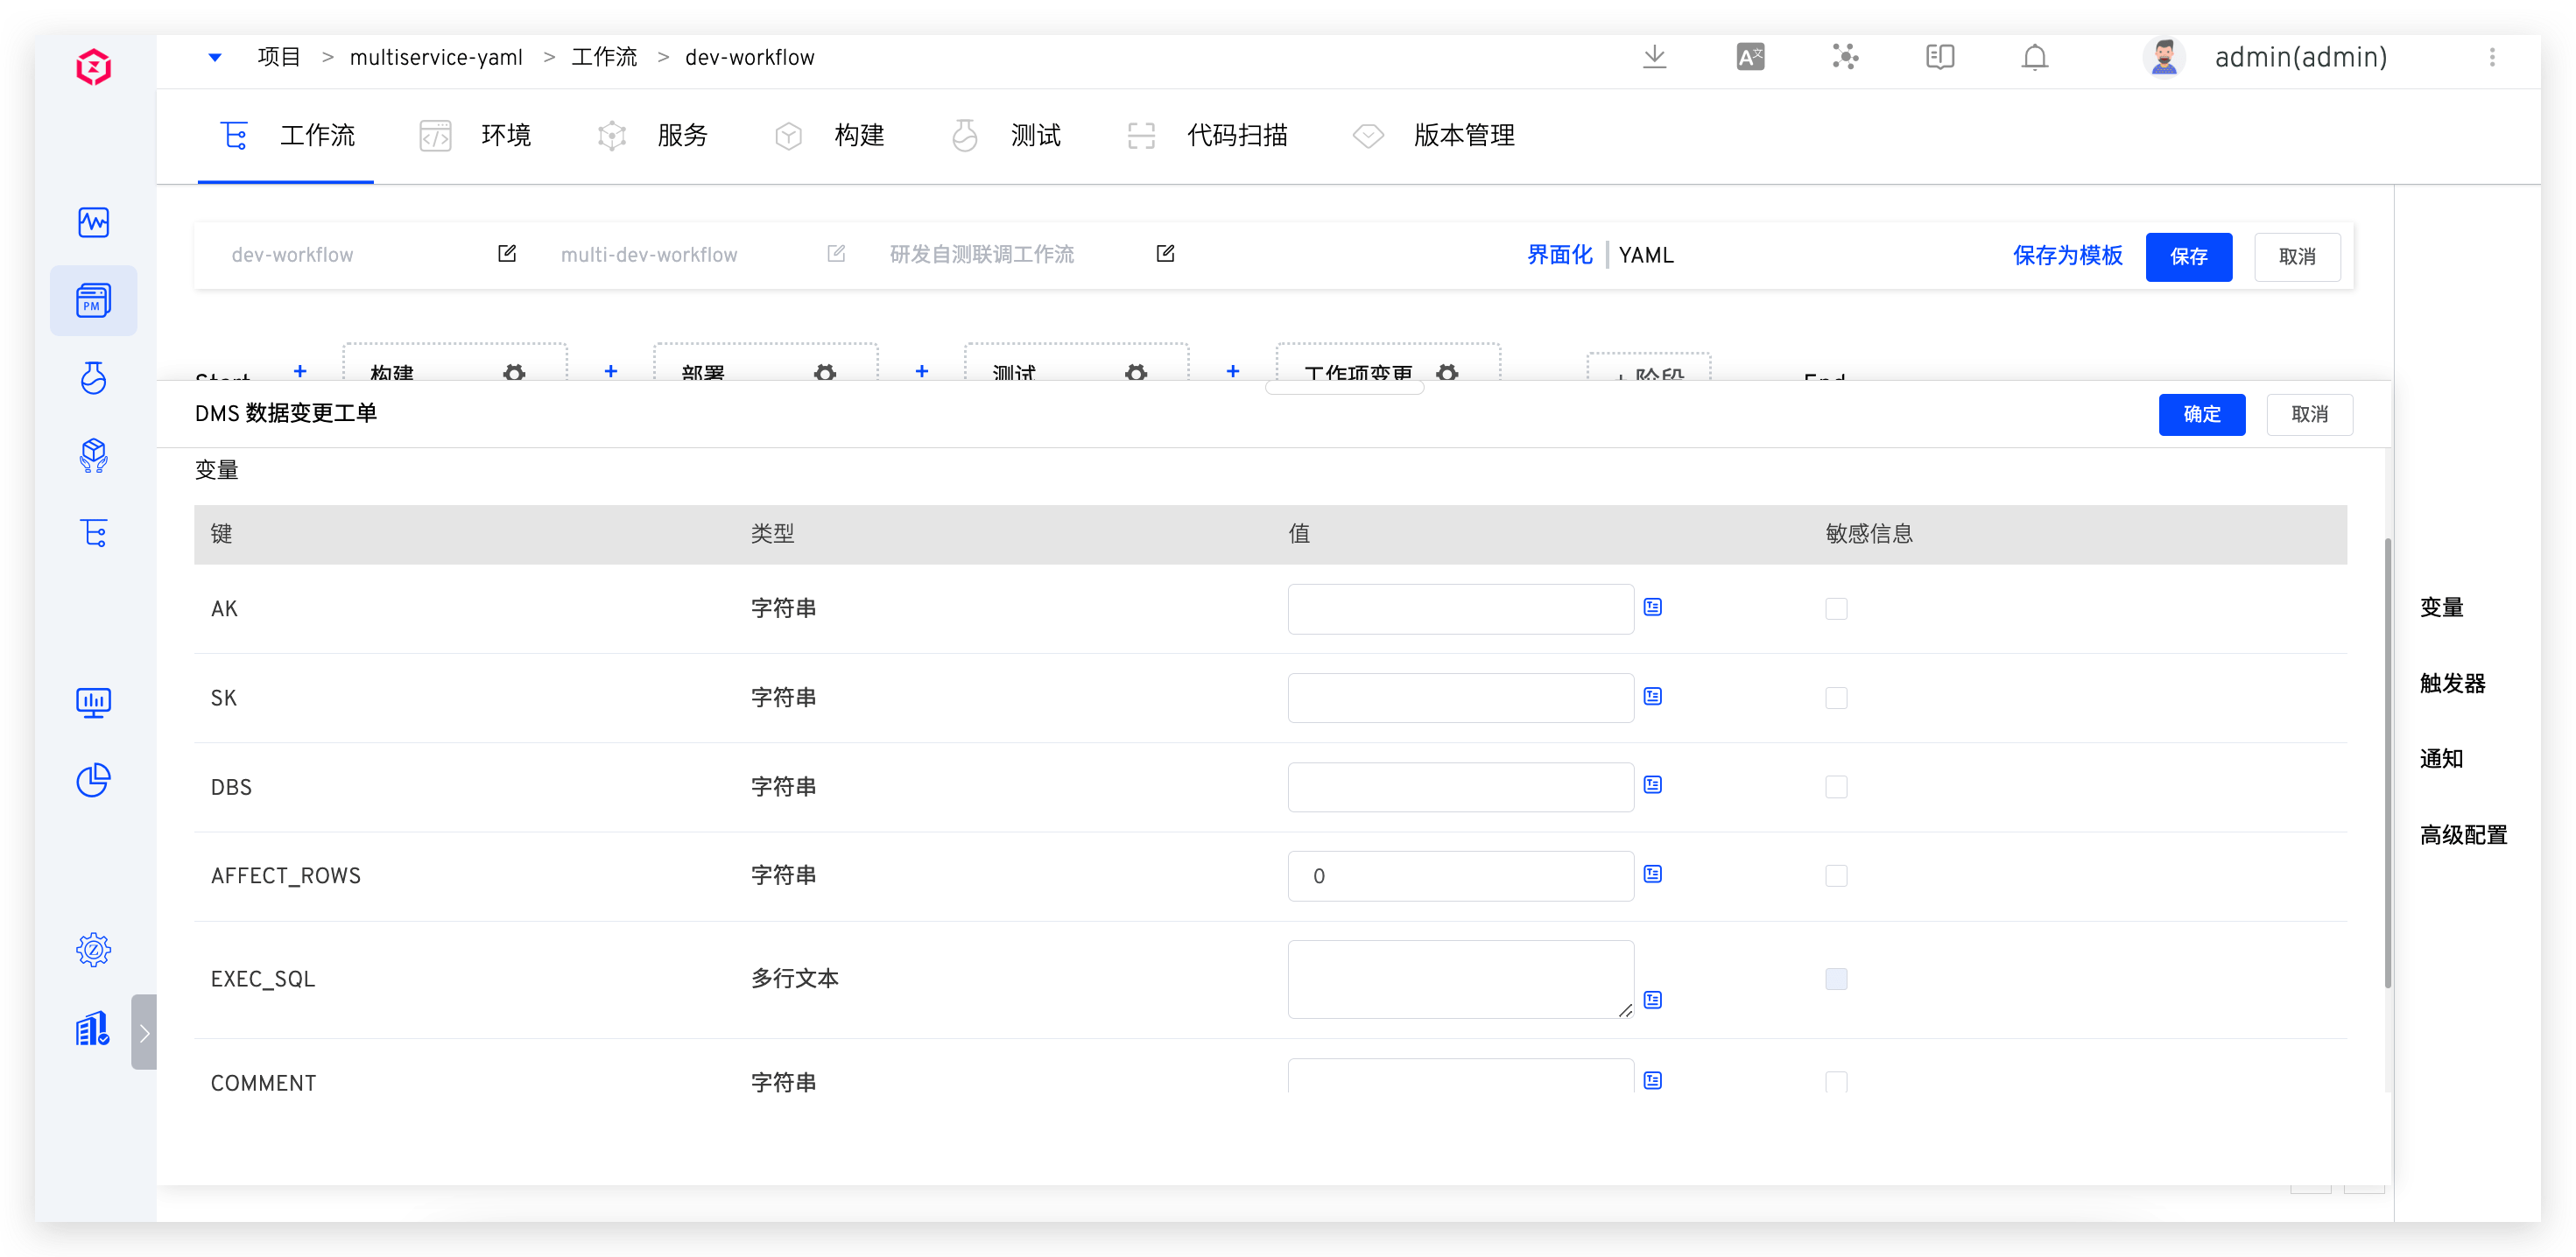 项目 > multiservice-yaml > 工作流 > dev-workflow
admin(admin)
工作流 环境 服务 构建 测试 代码扫描 版本管理
PM
dev-workflow multi-dev-workflow 研发自测联调工作流 界面化 YAML 保存为模板 保存 取消
Start + 构建 + 部署 + 测试 + 工作项变更 + 阶段 End
DMS 数据变更工单 确定 取消
变量
键 类型 值 敏感信息
AK 字符串
SK 字符串
DBS 字符串
AFFECT_ROWS 字符串 0
EXEC_SQL 多行文本
COMMENT 字符串
变量
触发器
通知
高级配置